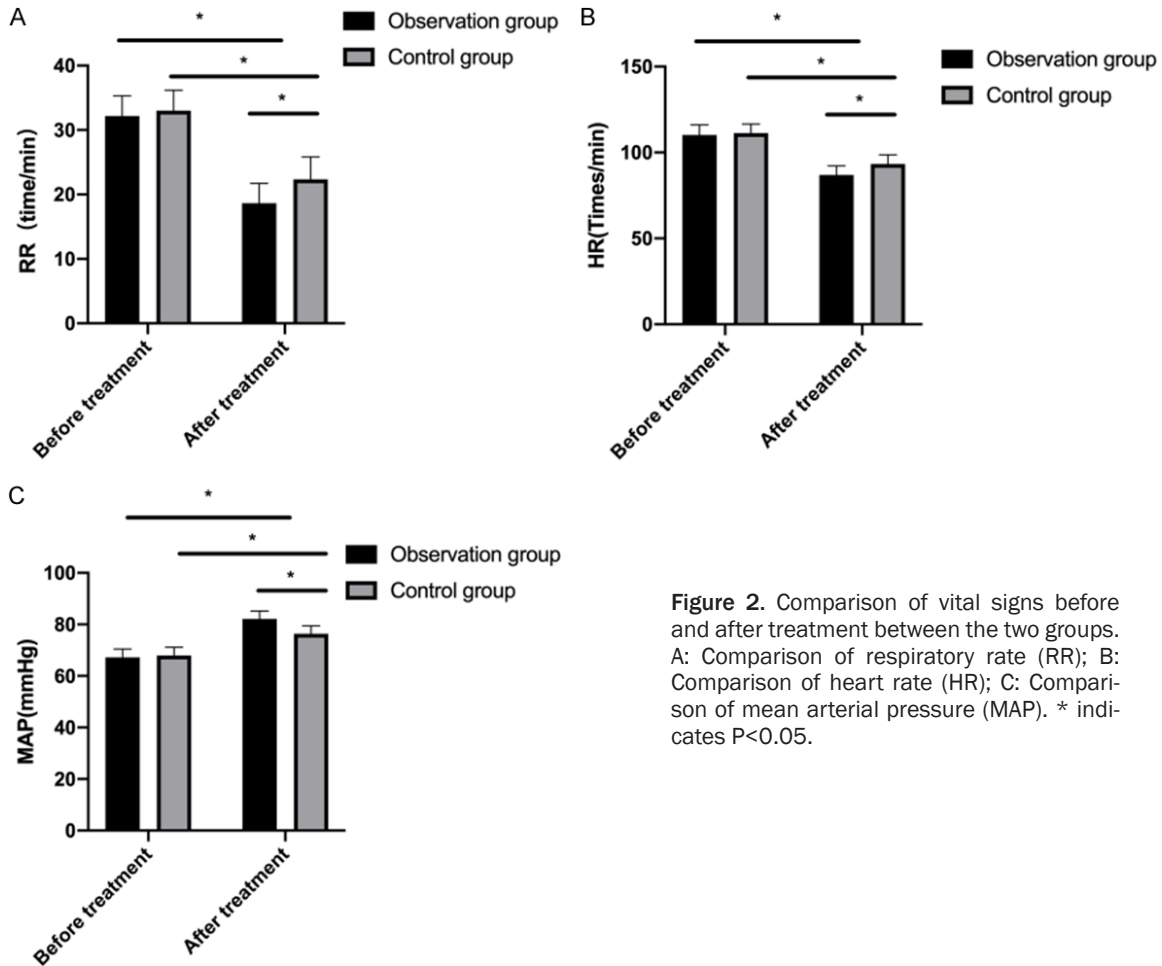 A
*
Observation group
Control group
*
*
40
30
20
10
0
RR (time/min)
Before treatment
After treatment
B
*
Observation group
Control group
*
*
150
100
50
0
HR(Times/min)
Before treatment
After treatment
C
*
Observation group
Control group
*
*
100
80
60
40
20
0
MAP(mmHg)
Before treatment
After treatment
Figure 2. Comparison of vital signs before
and after treatment between the two groups.
A: Comparison of respiratory rate (RR); B:
Comparison of heart rate (HR); C: Compari-
son of mean arterial pressure (MAP). * indi-
cates P<0.05.